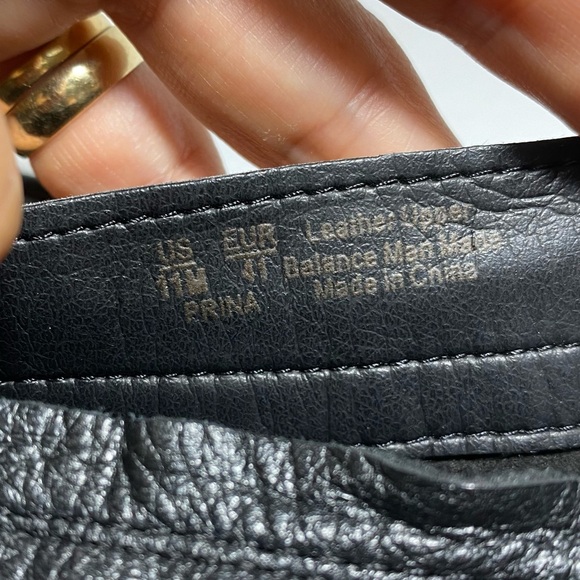 US EUR Leather Upper
11M 41 Balance Man Made
PRINA Made in China